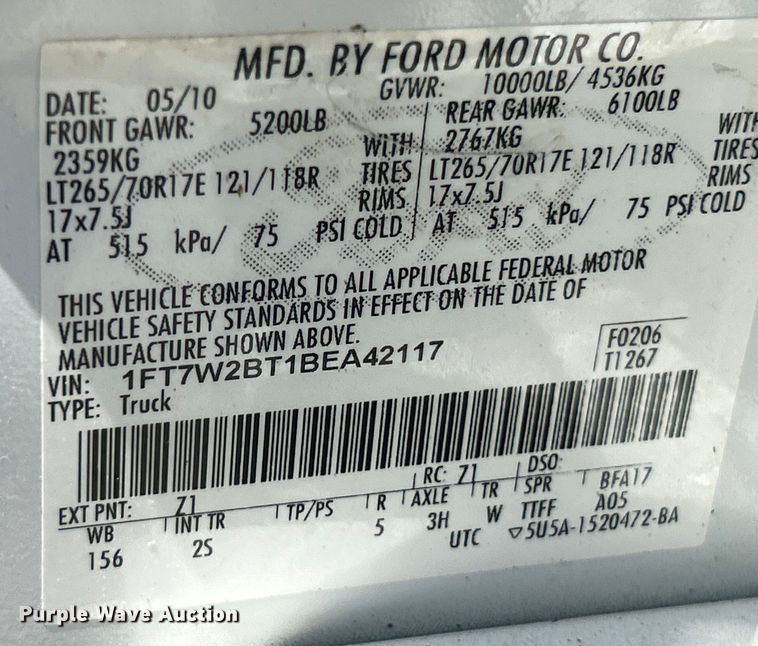 MFD. BY FORD MOTOR CO.
DATE: 05/10 GVWR: 10000LB/ 4536KG
FRONT GAWR: 5200LB REAR GAWR: 6100LB
2359KG WITH 2767KG WITH
LT265/70R17E 121/118R TIRES LT265/70R17E 121/118R TIRES
17x7.5J RIMS 17x7.5J RIMS
AT 515 kPa/ 75 PSI COLD AT 515 kPa/ 75 PSI COLD
THIS VEHICLE CONFORMS TO ALL APPLICABLE FEDERAL MOTOR
VEHICLE SAFETY STANDARDS IN EFFECT ON THE DATE OF
MANUFACTURE SHOWN ABOVE.
VIN: 1FT7W2BT1BEA42117 F0206
TYPE: Truck T1267
EXT PNT: Z1 RC: Z1 DSO:
WB INT TR TP/PS R AXLE TR SPR BFA17
156 2S 5 3H W TTFF A05
UTC ▽5U5A-1520472-BA
Purple Wave Auction